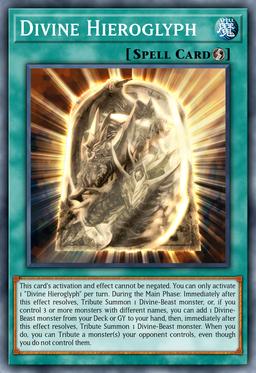 DIVINE HIEROGLYPH
SPELL
魔
[SPELL CARD]
This card's activation and effect cannot be negated. You can only activate
1 "Divine Hieroglyph" per turn. During the Main Phase: Immediately after
this effect resolves, Tribute Summon 1 Divine-Beast monster, or, if you
control 3 or more monsters with different names, you can add 1 Divine-
Beast monster from your Deck or GY to your hand, then, immediately after
this effect resolves, Tribute Summon 1 Divine-Beast monster. When you
do, you can Tribute a monster(s) your opponent controls, even though
you do not control them.